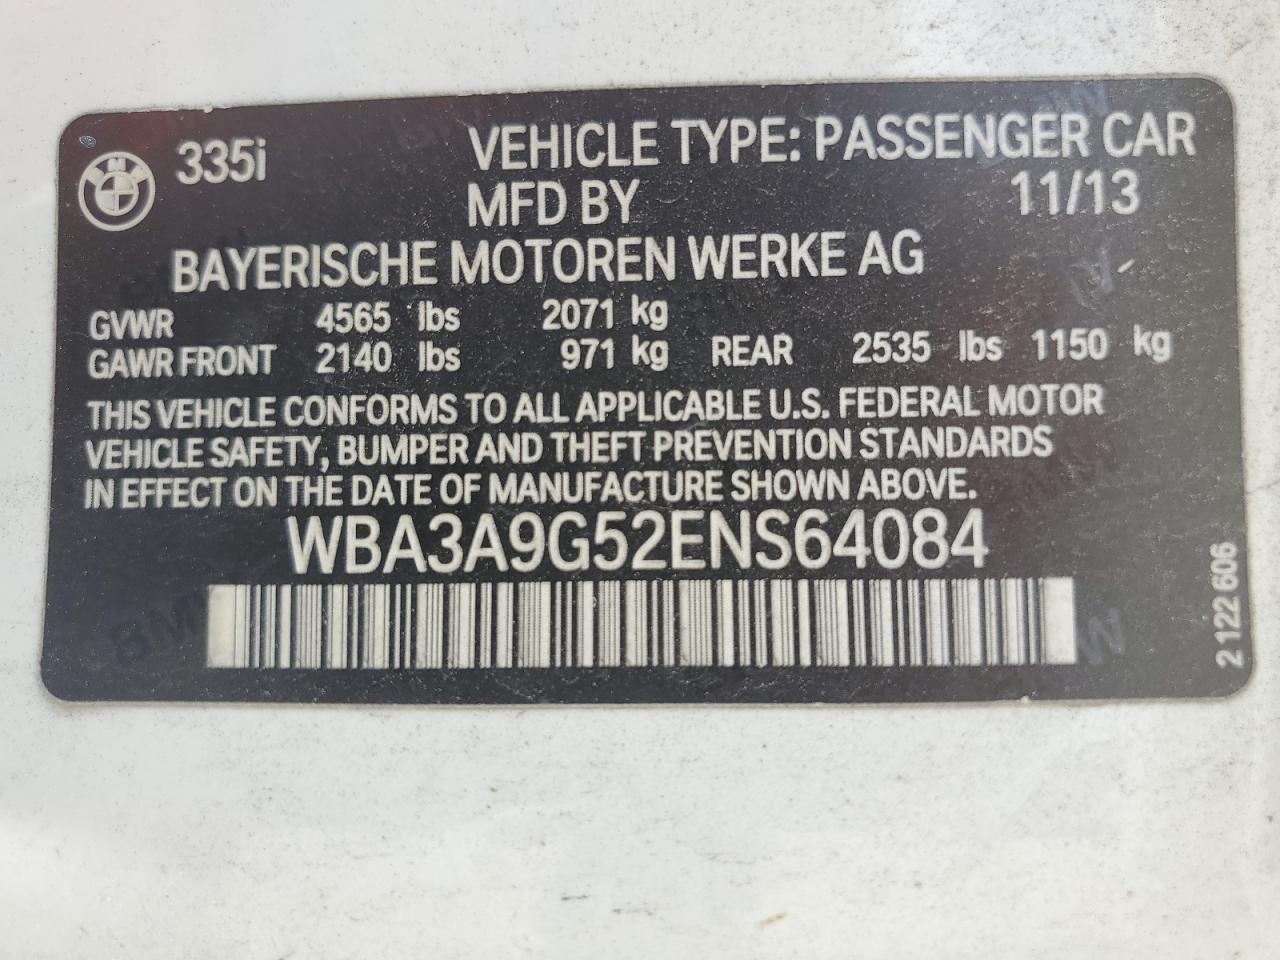 335i VEHICLE TYPE: PASSENGER CAR
MFD BY 11/13
BAYERISCHE MOTOREN WERKE AG
GVWR 4565 lbs 2071 kg
GAWR FRONT 2140 lbs 971 kg REAR 2535 lbs 1150 kg
THIS VEHICLE CONFORMS TO ALL APPLICABLE U.S. FEDERAL MOTOR
VEHICLE SAFETY, BUMPER AND THEFT PREVENTION STANDARDS
IN EFFECT ON THE DATE OF MANUFACTURE SHOWN ABOVE.
WBA3A9G52ENS64084
2 122 606